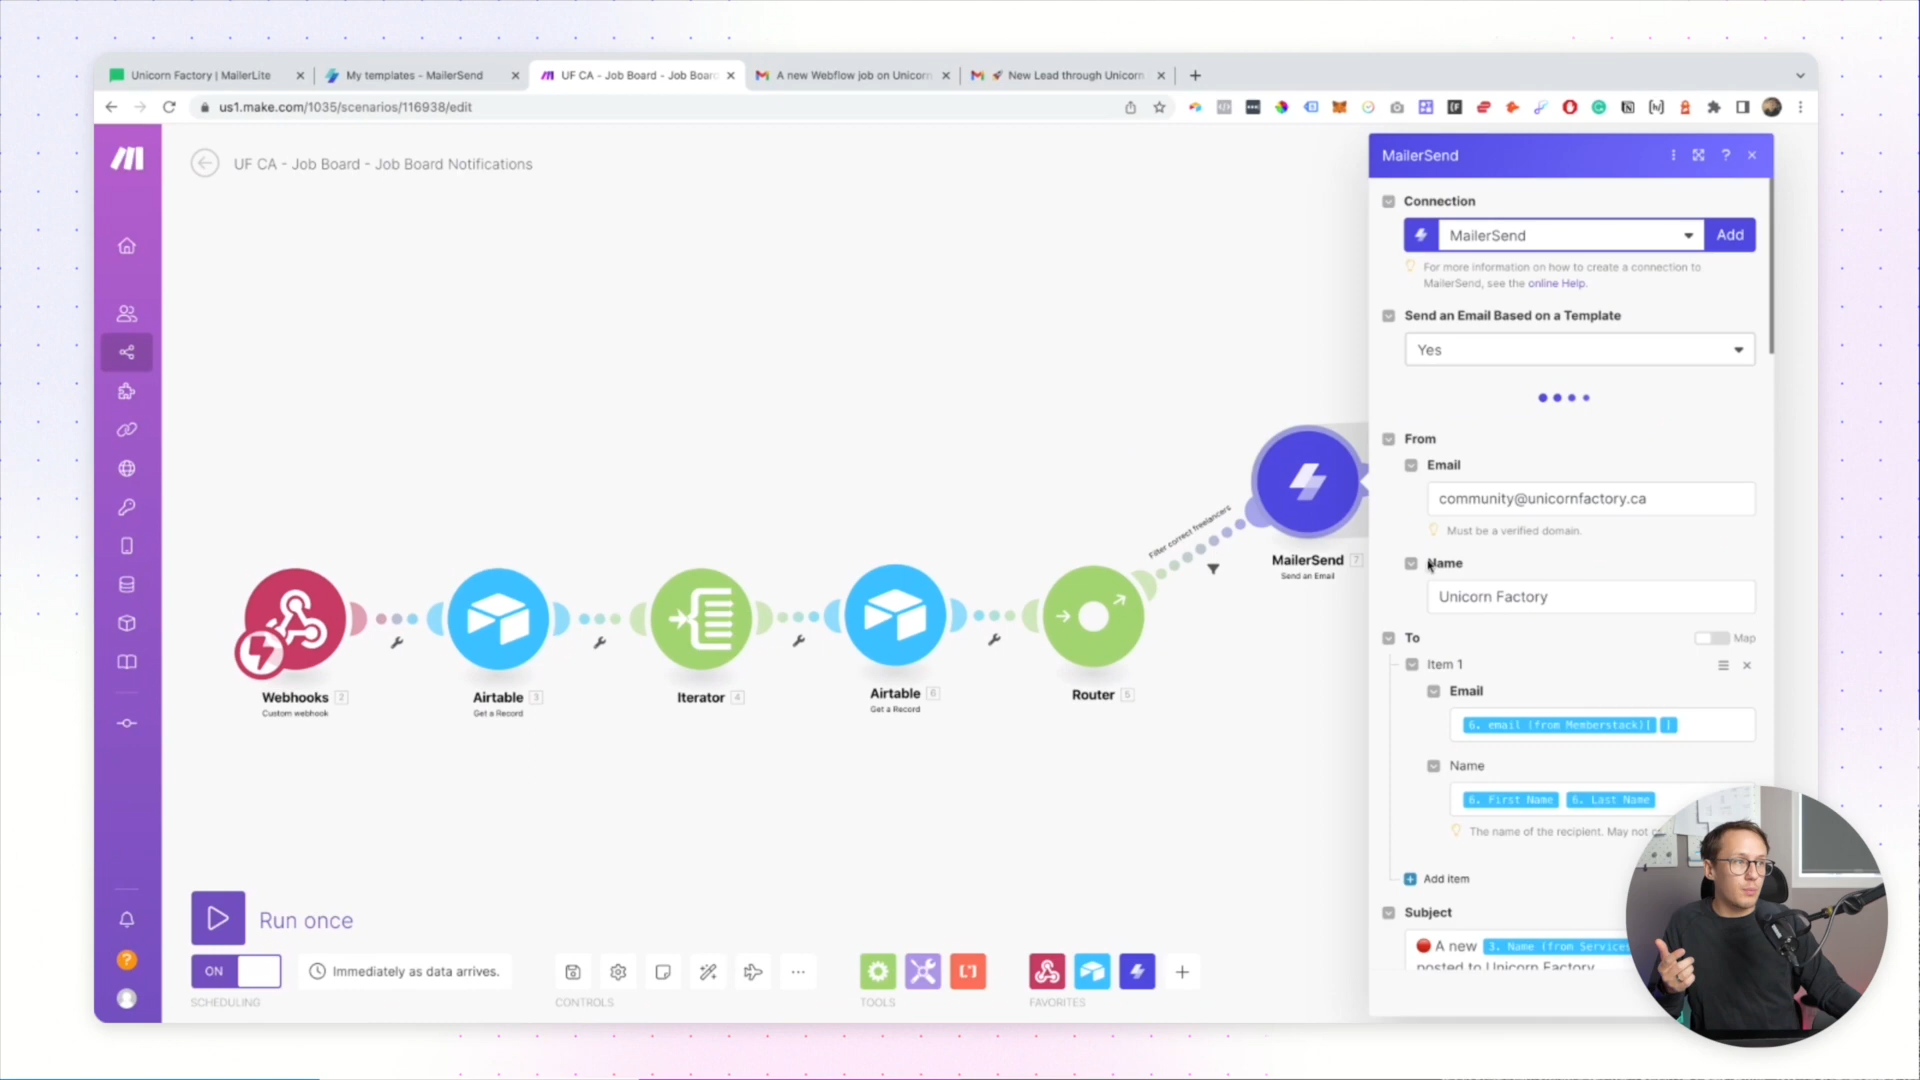 Unicorn Factory | MailerLite
My templates - MailerSend
UF CA - Job Board - Job Boar
A new Webflow job on Unicorn
🚀 New Lead through Unicorn
us1.make.com/1035/scenarios/116938/edit
UF CA - Job Board - Job Board Notifications
MailerSend
Connection
MailerSend
Add
For more information on how to create a connection to
MailerSend, see the online Help.
Send an Email Based on a Template
Yes
From
Email
community@unicornfactory.ca
Must be a verified domain.
Name
Unicorn Factory
To
Map
Item 1
Email
6. email (from Memberstack)[ ]
Name
6. First Name 6. Last Name
The name of the recipient. May not c
Add item
Subject
🔴 A new 3. Name (from Services
posted to Unicorn Factory
Filter correct freelancers
MailerSend 7
Send an Email
Webhooks 2
Custom webhook
Airtable 3
Get a Record
Iterator 4
Airtable 6
Get a Record
Router 5
Run once
ON
Immediately as data arrives.
SCHEDULING
CONTROLS
TOOLS
FAVORITES